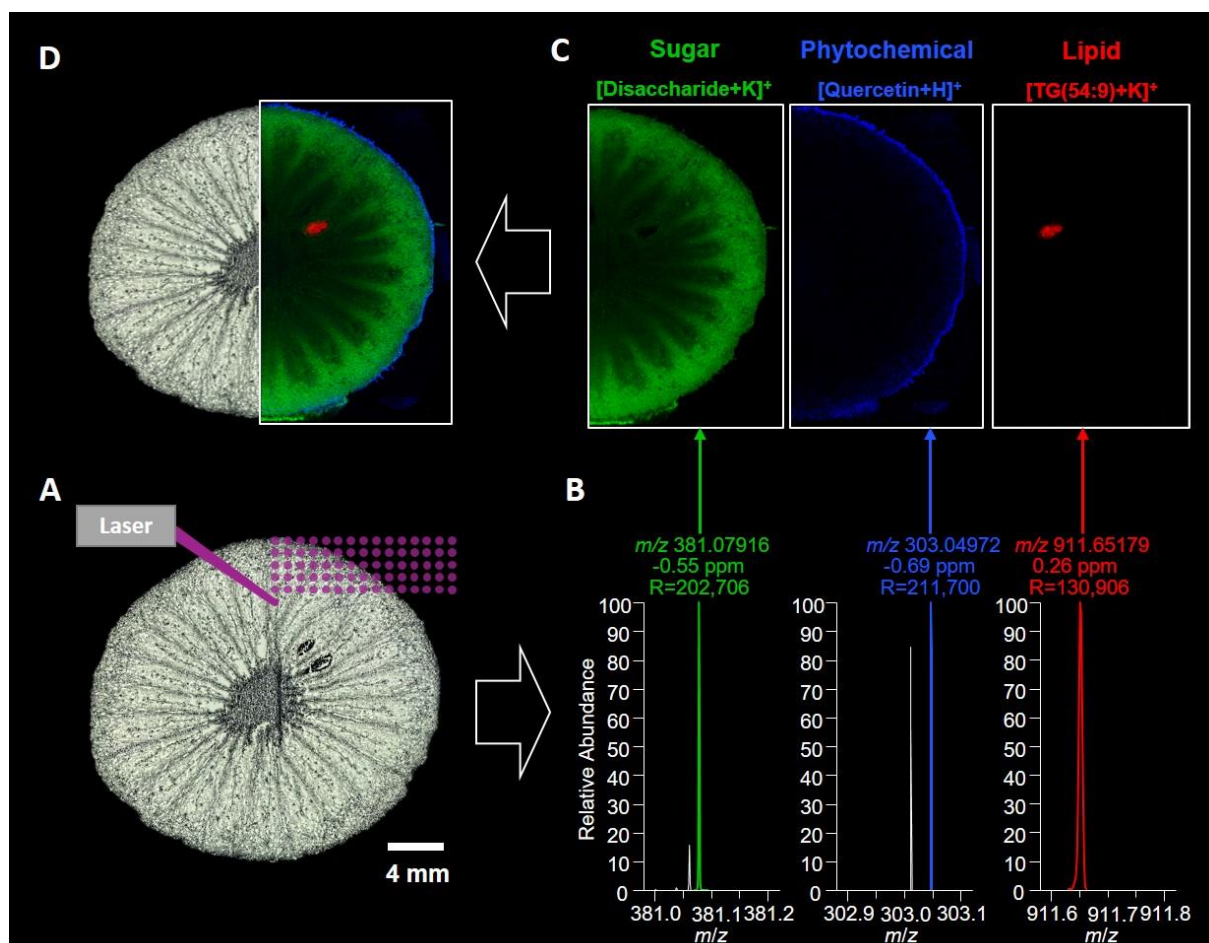 D
C
Sugar
[Disaccharide+K]+
Phytochemical
[Quercetin+H]+
Lipid
[TG(54:9)+K]+
A
Laser
4 mm
B
m/z 381.07916
-0.55 ppm
R=202,706
m/z 303.04972
-0.69 ppm
R=211,700
m/z 911.65179
0.26 ppm
R=130,906
Relative Abundance
100
90
80
70
60
50
40
30
20
10
0
381.0 381.1 381.2
m/z
100
90
80
70
60
50
40
30
20
10
0
302.9 303.0 303.1
m/z
100
90
80
70
60
50
40
30
20
10
0
911.6 911.7 911.8
m/z